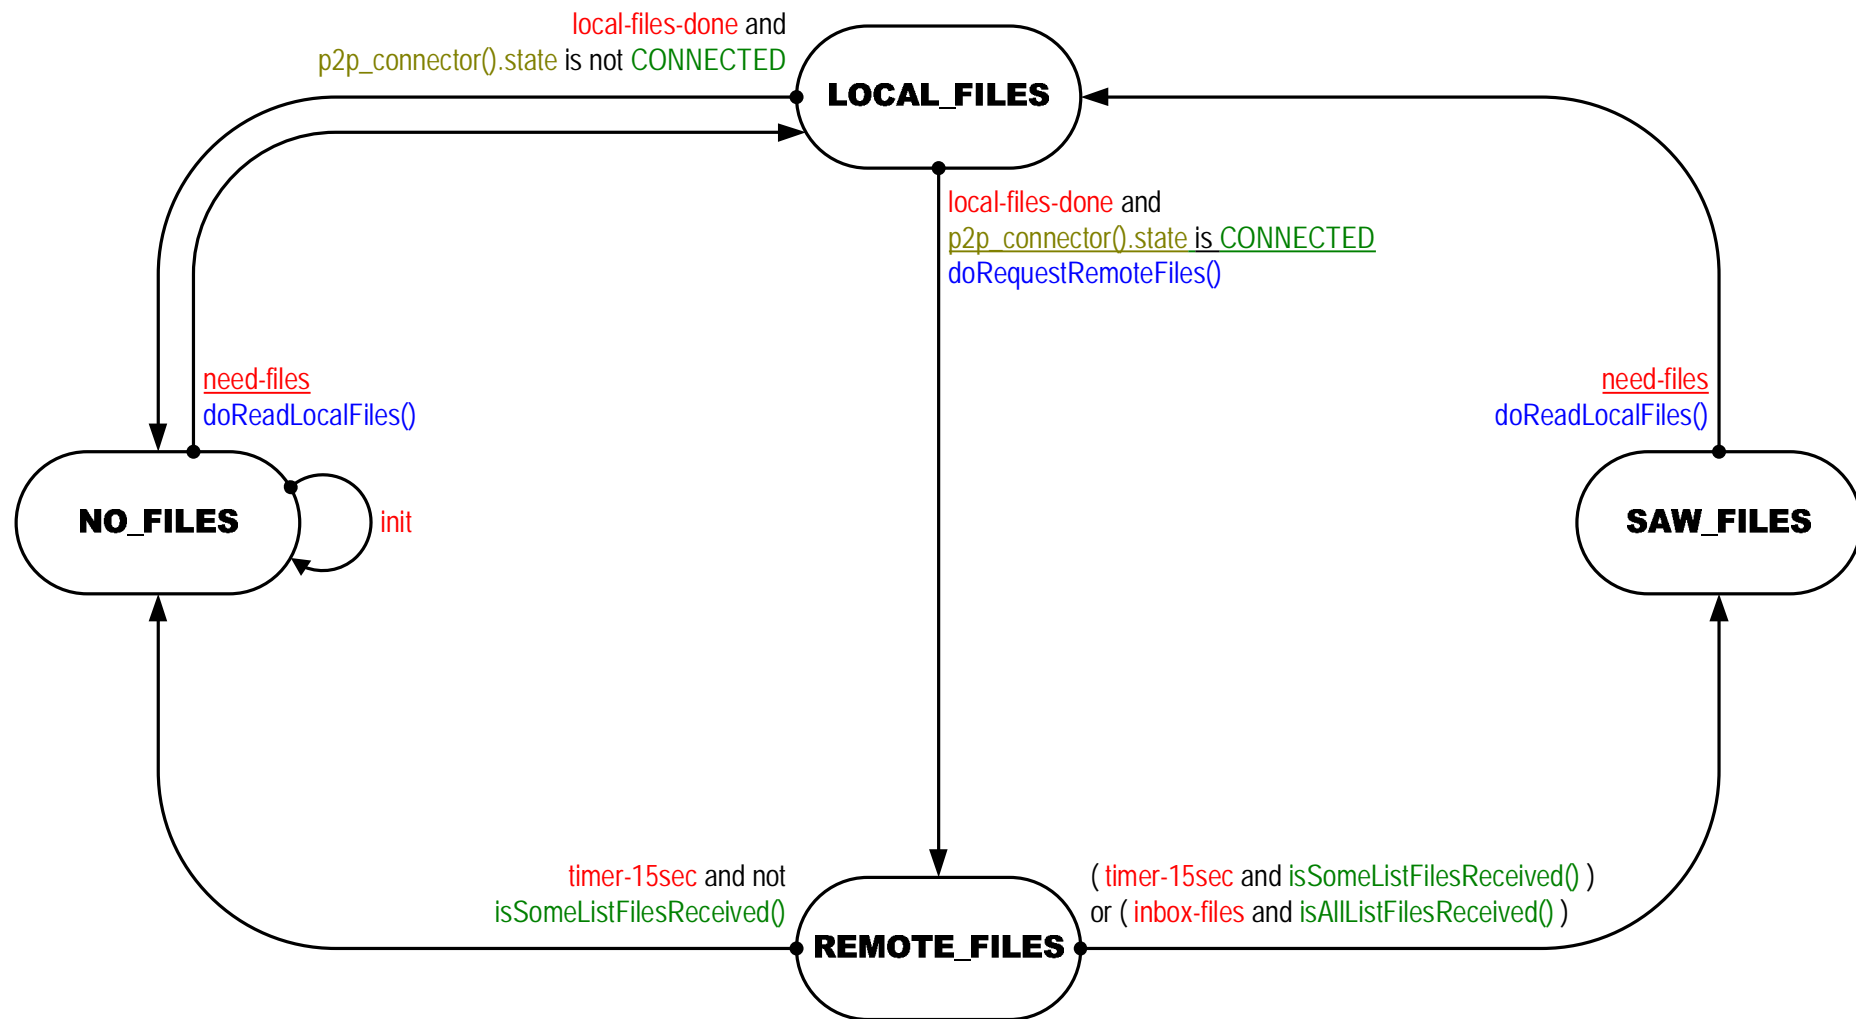 local-files-done and
p2p_connector().state is not CONNECTED
LOCAL_FILES
local-files-done and
p2p_connector().state is CONNECTED
doRequestRemoteFiles()
need-files
doReadLocalFiles()
need-files
doReadLocalFiles()
NO_FILES
init
SAW_FILES
timer-15sec and not
isSomeListFilesReceived()
( timer-15sec and isSomeListFilesReceived() )
or ( inbox-files and isAllListFilesReceived() )
REMOTE_FILES